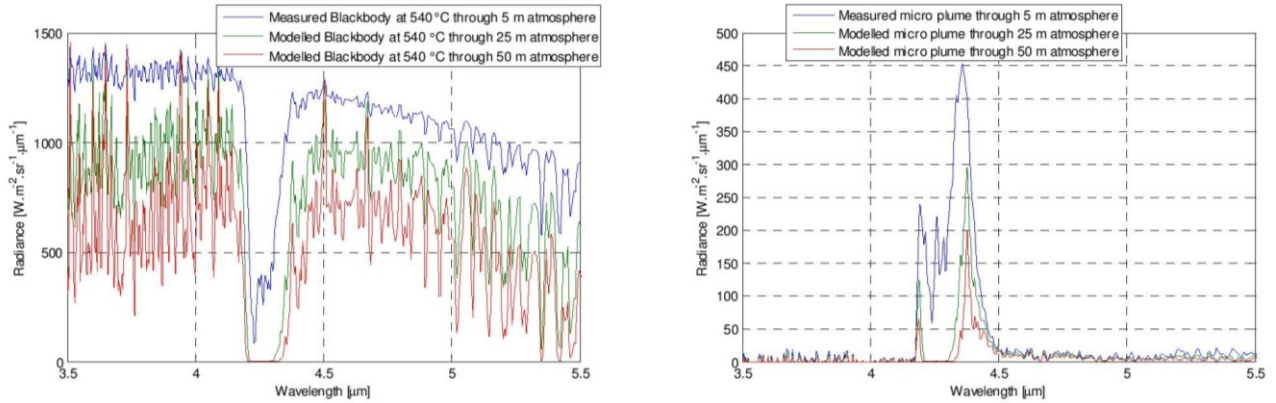 Measured Blackbody at 540 °C through 5 m atmosphere
Modelled Blackbody at 540 °C through 25 m atmosphere
Modelled Blackbody at 540 °C through 50 m atmosphere
1500
1000
500
0
3.5 4 4.5 5 5.5
Radiance [W.m⁻².sr⁻¹.µm⁻¹]
Wavelength [µm]
Measured micro plume through 5 m atmosphere
Modelled micro plume through 25 m atmosphere
Modelled micro plume through 50 m atmosphere
500
450
400
350
300
250
200
150
100
50
0
3.5 4 4.5 5 5.5
Radiance [W.m⁻².sr⁻¹.µm⁻¹]
Wavelength [µm]